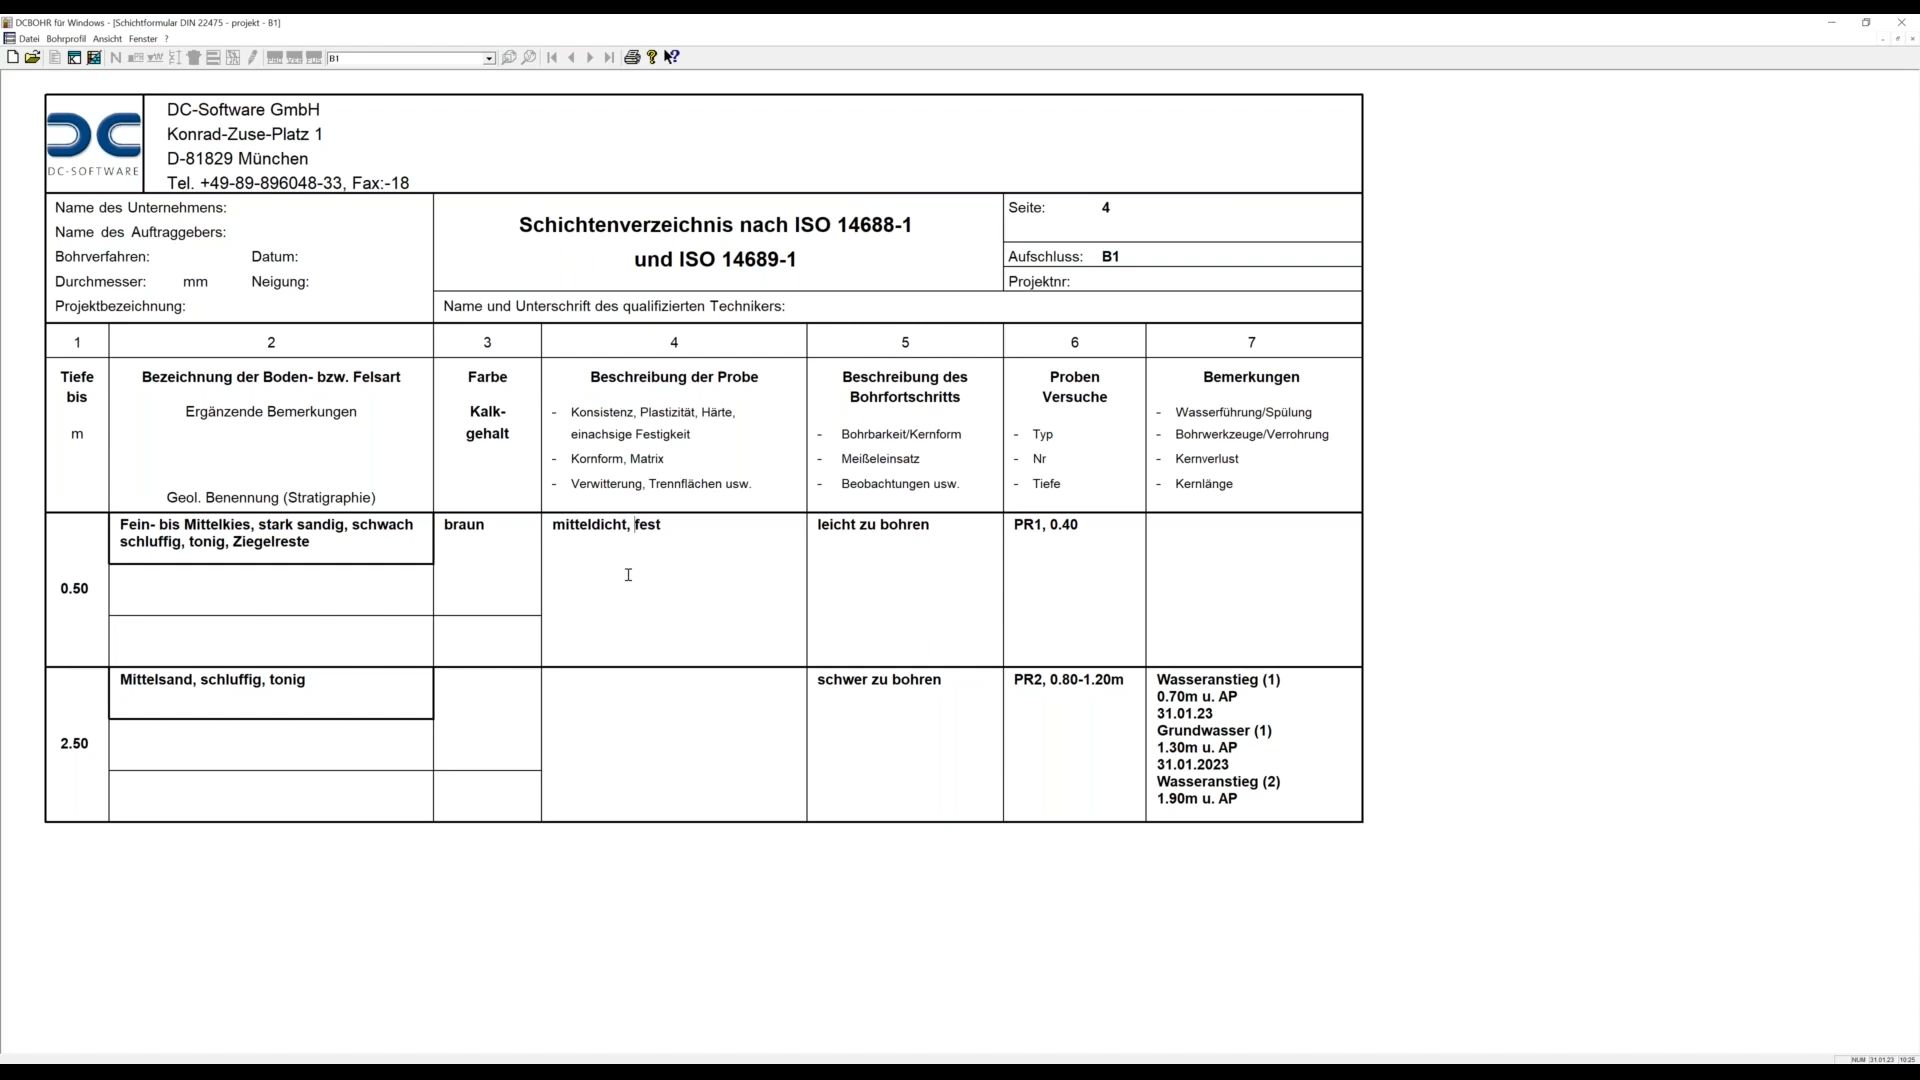 DCBOHR für Windows - [Schichtformular DIN 22475 - projekt - B1]
Datei Bohrprofil Ansicht Fenster ?
B1
DC-Software GmbH
Konrad-Zuse-Platz 1
D-81829 München
Tel. +49-89-896048-33, Fax:-18
DC-SOFTWARE
Name des Unternehmens:
Name des Auftraggebers:
Bohrverfahren: Datum:
Durchmesser: mm Neigung:
Projektbezeichnung:
Schichtenverzeichnis nach ISO 14688-1
und ISO 14689-1
Name und Unterschrift des qualifizierten Technikers:
Seite: 4
Aufschluss: B1
Projektnr:
1 2 3 4 5 6 7
Tiefe
bis
m
Bezeichnung der Boden- bzw. Felsart
Ergänzende Bemerkungen
Geol. Benennung (Stratigraphie)
Farbe
Kalk-
gehalt
Beschreibung der Probe
- Konsistenz, Plastizität, Härte,
einachsige Festigkeit
- Kornform, Matrix
- Verwitterung, Trennflächen usw.
Beschreibung des
Bohrfortschritts
- Bohrbarkeit/Kernform
- Meißeleinsatz
- Beobachtungen usw.
Proben
Versuche
- Typ
- Nr
- Tiefe
Bemerkungen
- Wasserführung/Spülung
- Bohrwerkzeuge/Verrohrung
- Kernverlust
- Kernlänge
0.50
Fein- bis Mittelkies, stark sandig, schwach
schluffig, tonig, Ziegelreste
braun
mitteldicht, fest
leicht zu bohren
PR1, 0.40
2.50
Mittelsand, schluffig, tonig
schwer zu bohren
PR2, 0.80-1.20m
Wasseranstieg (1)
0.70m u. AP
31.01.23
Grundwasser (1)
1.30m u. AP
31.01.2023
Wasseranstieg (2)
1.90m u. AP
NUM 31.01.23 10:25